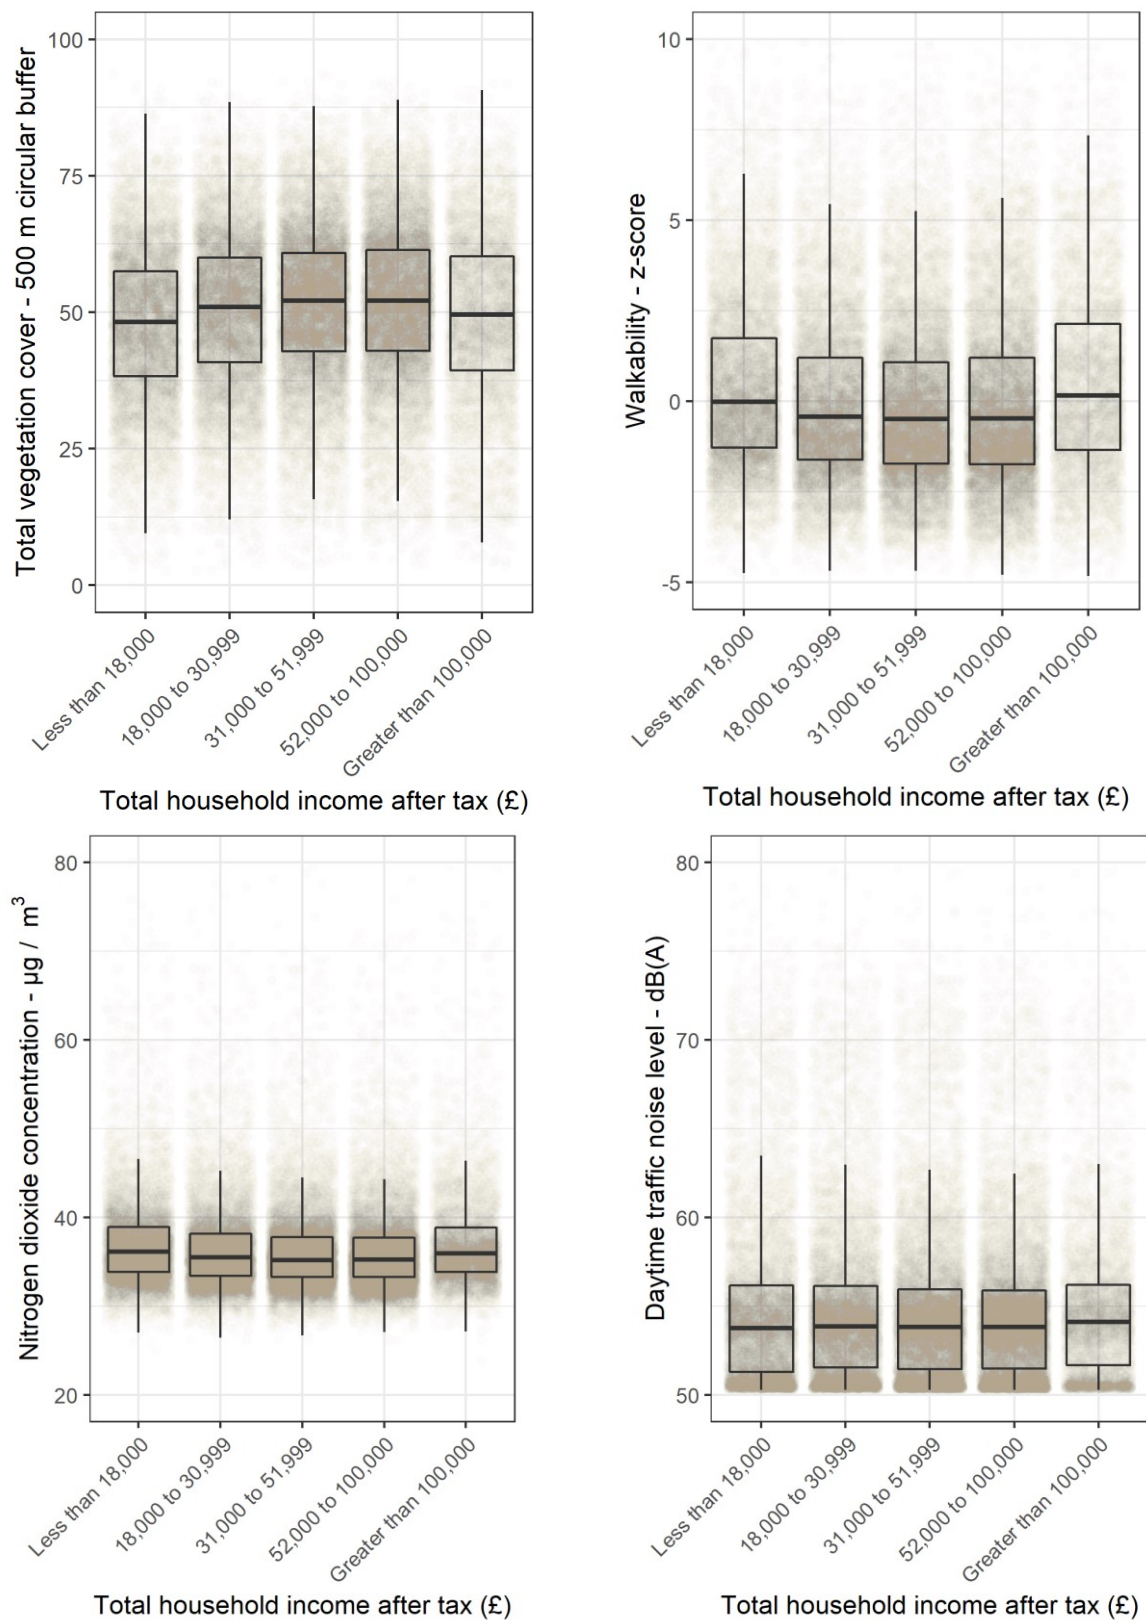 Total vegetation cover - 500 m circular buffer
100
75
50
25
0
Less than 18,000
18,000 to 30,999
31,000 to 51,999
52,000 to 100,000
Greater than 100,000
Total household income after tax (£)
Walkability - z-score
10
5
0
-5
Less than 18,000
18,000 to 30,999
31,000 to 51,999
52,000 to 100,000
Greater than 100,000
Total household income after tax (£)
Nitrogen dioxide concentration - µg / m³
80
60
40
20
Less than 18,000
18,000 to 30,999
31,000 to 51,999
52,000 to 100,000
Greater than 100,000
Total household income after tax (£)
Daytime traffic noise level - dB(A)
80
70
60
50
Less than 18,000
18,000 to 30,999
31,000 to 51,999
52,000 to 100,000
Greater than 100,000
Total household income after tax (£)